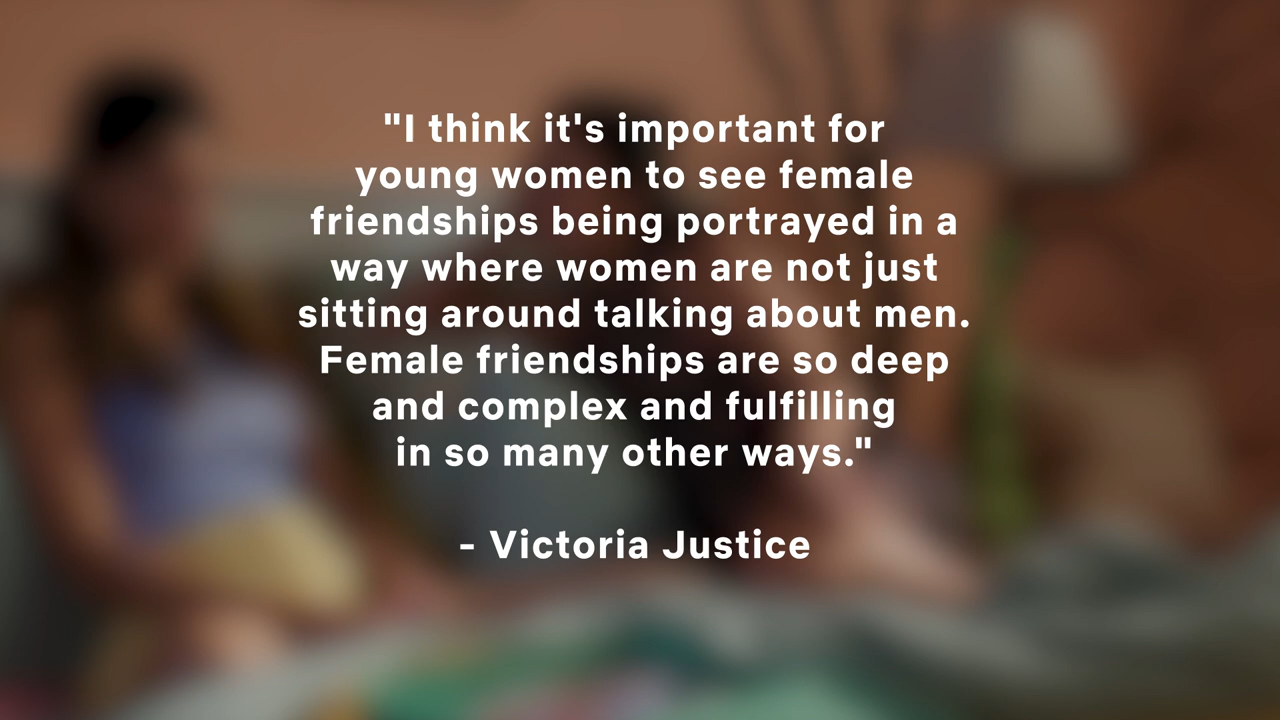 "I think it's important for
young women to see female
friendships being portrayed in a
way where women are not just
sitting around talking about men.
Female friendships are so deep
and complex and fulfilling
in so many other ways."
- Victoria Justice